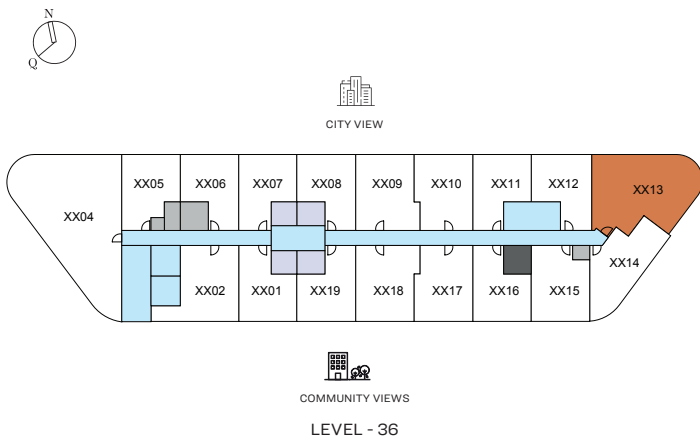 N
Q
CITY VIEW
XX05 XX06 XX07 XX08 XX09 XX10 XX11 XX12 XX13
XX04
XX14
XX02 XX01 XX19 XX18 XX17 XX16 XX15
COMMUNITY VIEWS
LEVEL - 36